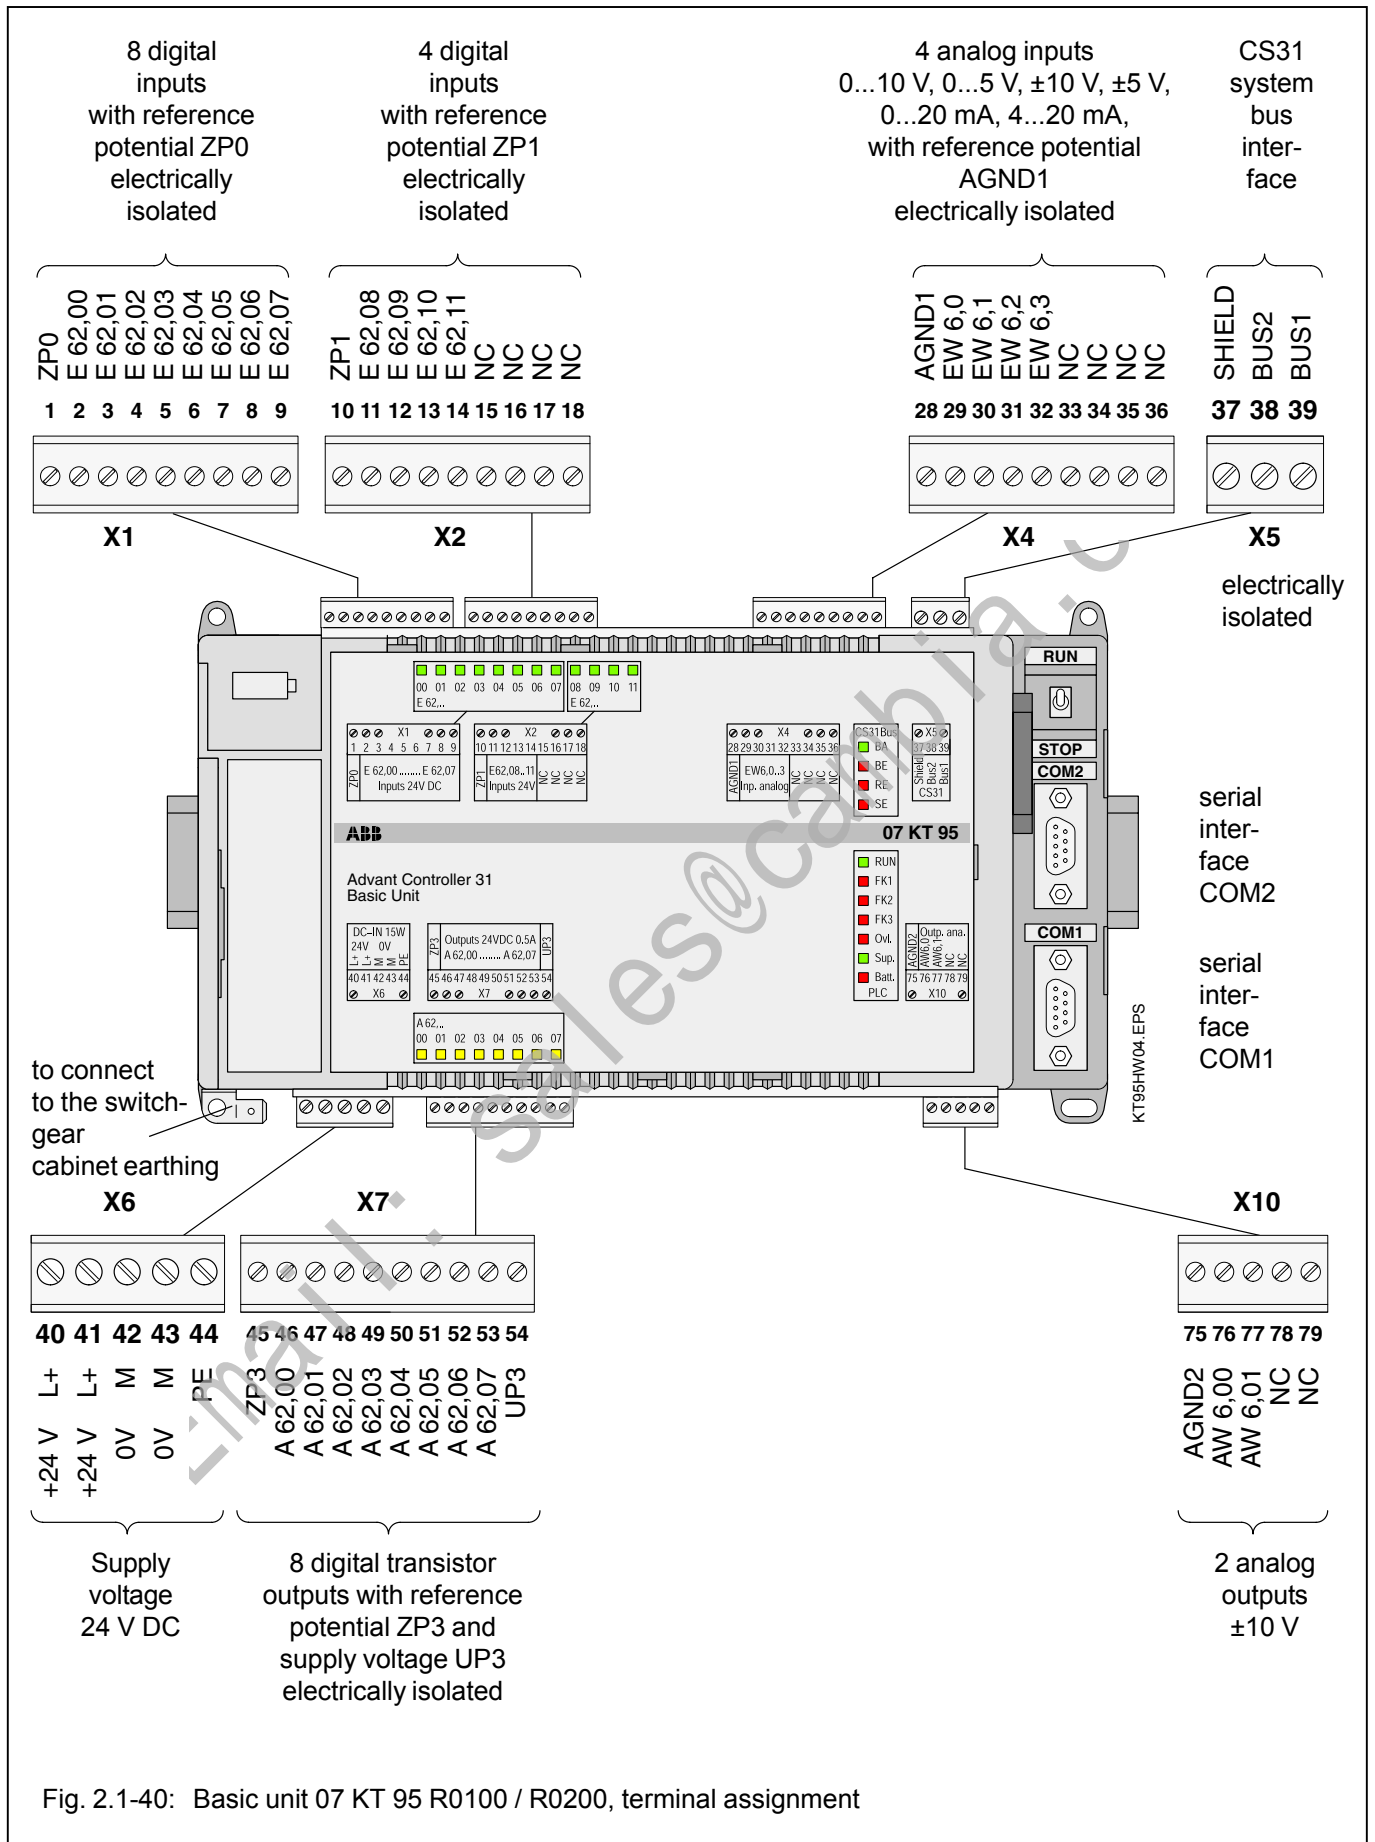 8 digital
inputs
with reference
potential ZP0
electrically
isolated
4 digital
inputs
with reference
potential ZP1
electrically
isolated
4 analog inputs
0...10 V, 0...5 V, ±10 V, ±5 V,
0...20 mA, 4...20 mA,
with reference potential
AGND1
electrically isolated
CS31
system
bus
inter-
face
ZP0
E 62,00
E 62,01
E 62,02
E 62,03
E 62,04
E 62,05
E 62,06
E 62,07
1 2 3 4 5 6 7 8 9
X1
ZP1
E 62,08
E 62,09
E 62,10
E 62,11
NC
NC
NC
NC
10 11 12 13 14 15 16 17 18
X2
AGND1
EW 6,0
EW 6,1
EW 6,2
EW 6,3
NC
NC
NC
NC
28 29 30 31 32 33 34 35 36
X4
SHIELD
BUS2
BUS1
37 38 39
X5
electrically
isolated
00 01 02 03 04 05 06 07
E 62,..
08 09 10 11
E 62,..
X1
1 2 3 4 5 6 7 8 9
ZP0
E 62,00 ........ E 62,07
Inputs 24V DC
X2
10 11 12 13 14 15 16 17 18
ZP1
E62,08..11
Inputs 24V
NC
NC
NC
NC
X4
28 29 30 31 32 33 34 35 36
AGND1
EW6,0..3
Inp. analog
NC
NC
NC
NC
CS31Bus
BA
BE
RE
SE
X5
37 38 39
Shield
Bus2
Bus1
CS31
RUN
STOP
COM2
COM1
ABB
07 KT 95
Advant Controller 31
Basic Unit
RUN
FK1
FK2
FK3
Ovl.
Sup.
Batt.
PLC
DC–IN 15W
24V 0V
L+
L+
M
M
PE
40 41 42 43 44
X6
ZP3
Outputs 24VDC 0.5A
A 62,00 ........ A 62,07
UP3
45 46 47 48 49 50 51 52 53 54
X7
Outp. ana.
AGND2
AW6,0
AW6,1
NC
NC
75 76 77 78 79
X10
A 62,..
00 01 02 03 04 05 06 07
serial
inter-
face
COM2
serial
inter-
face
COM1
KT95HW04.EPS
to connect
to the switch-
gear
cabinet earthing
X6
40 41 42 43 44
L+
L+
M
M
PE
+24 V
+24 V
0V
0V
X7
45 46 47 48 49 50 51 52 53 54
ZP3
A 62,00
A 62,01
A 62,02
A 62,03
A 62,04
A 62,05
A 62,06
A 62,07
UP3
X10
75 76 77 78 79
AGND2
AW 6,00
AW 6,01
NC
NC
Supply
voltage
24 V DC
8 digital transistor
outputs with reference
potential ZP3 and
supply voltage UP3
electrically isolated
2 analog
outputs
±10 V
Fig. 2.1-40: Basic unit 07 KT 95 R0100 / R0200, terminal assignment
Email: sales@cambia.